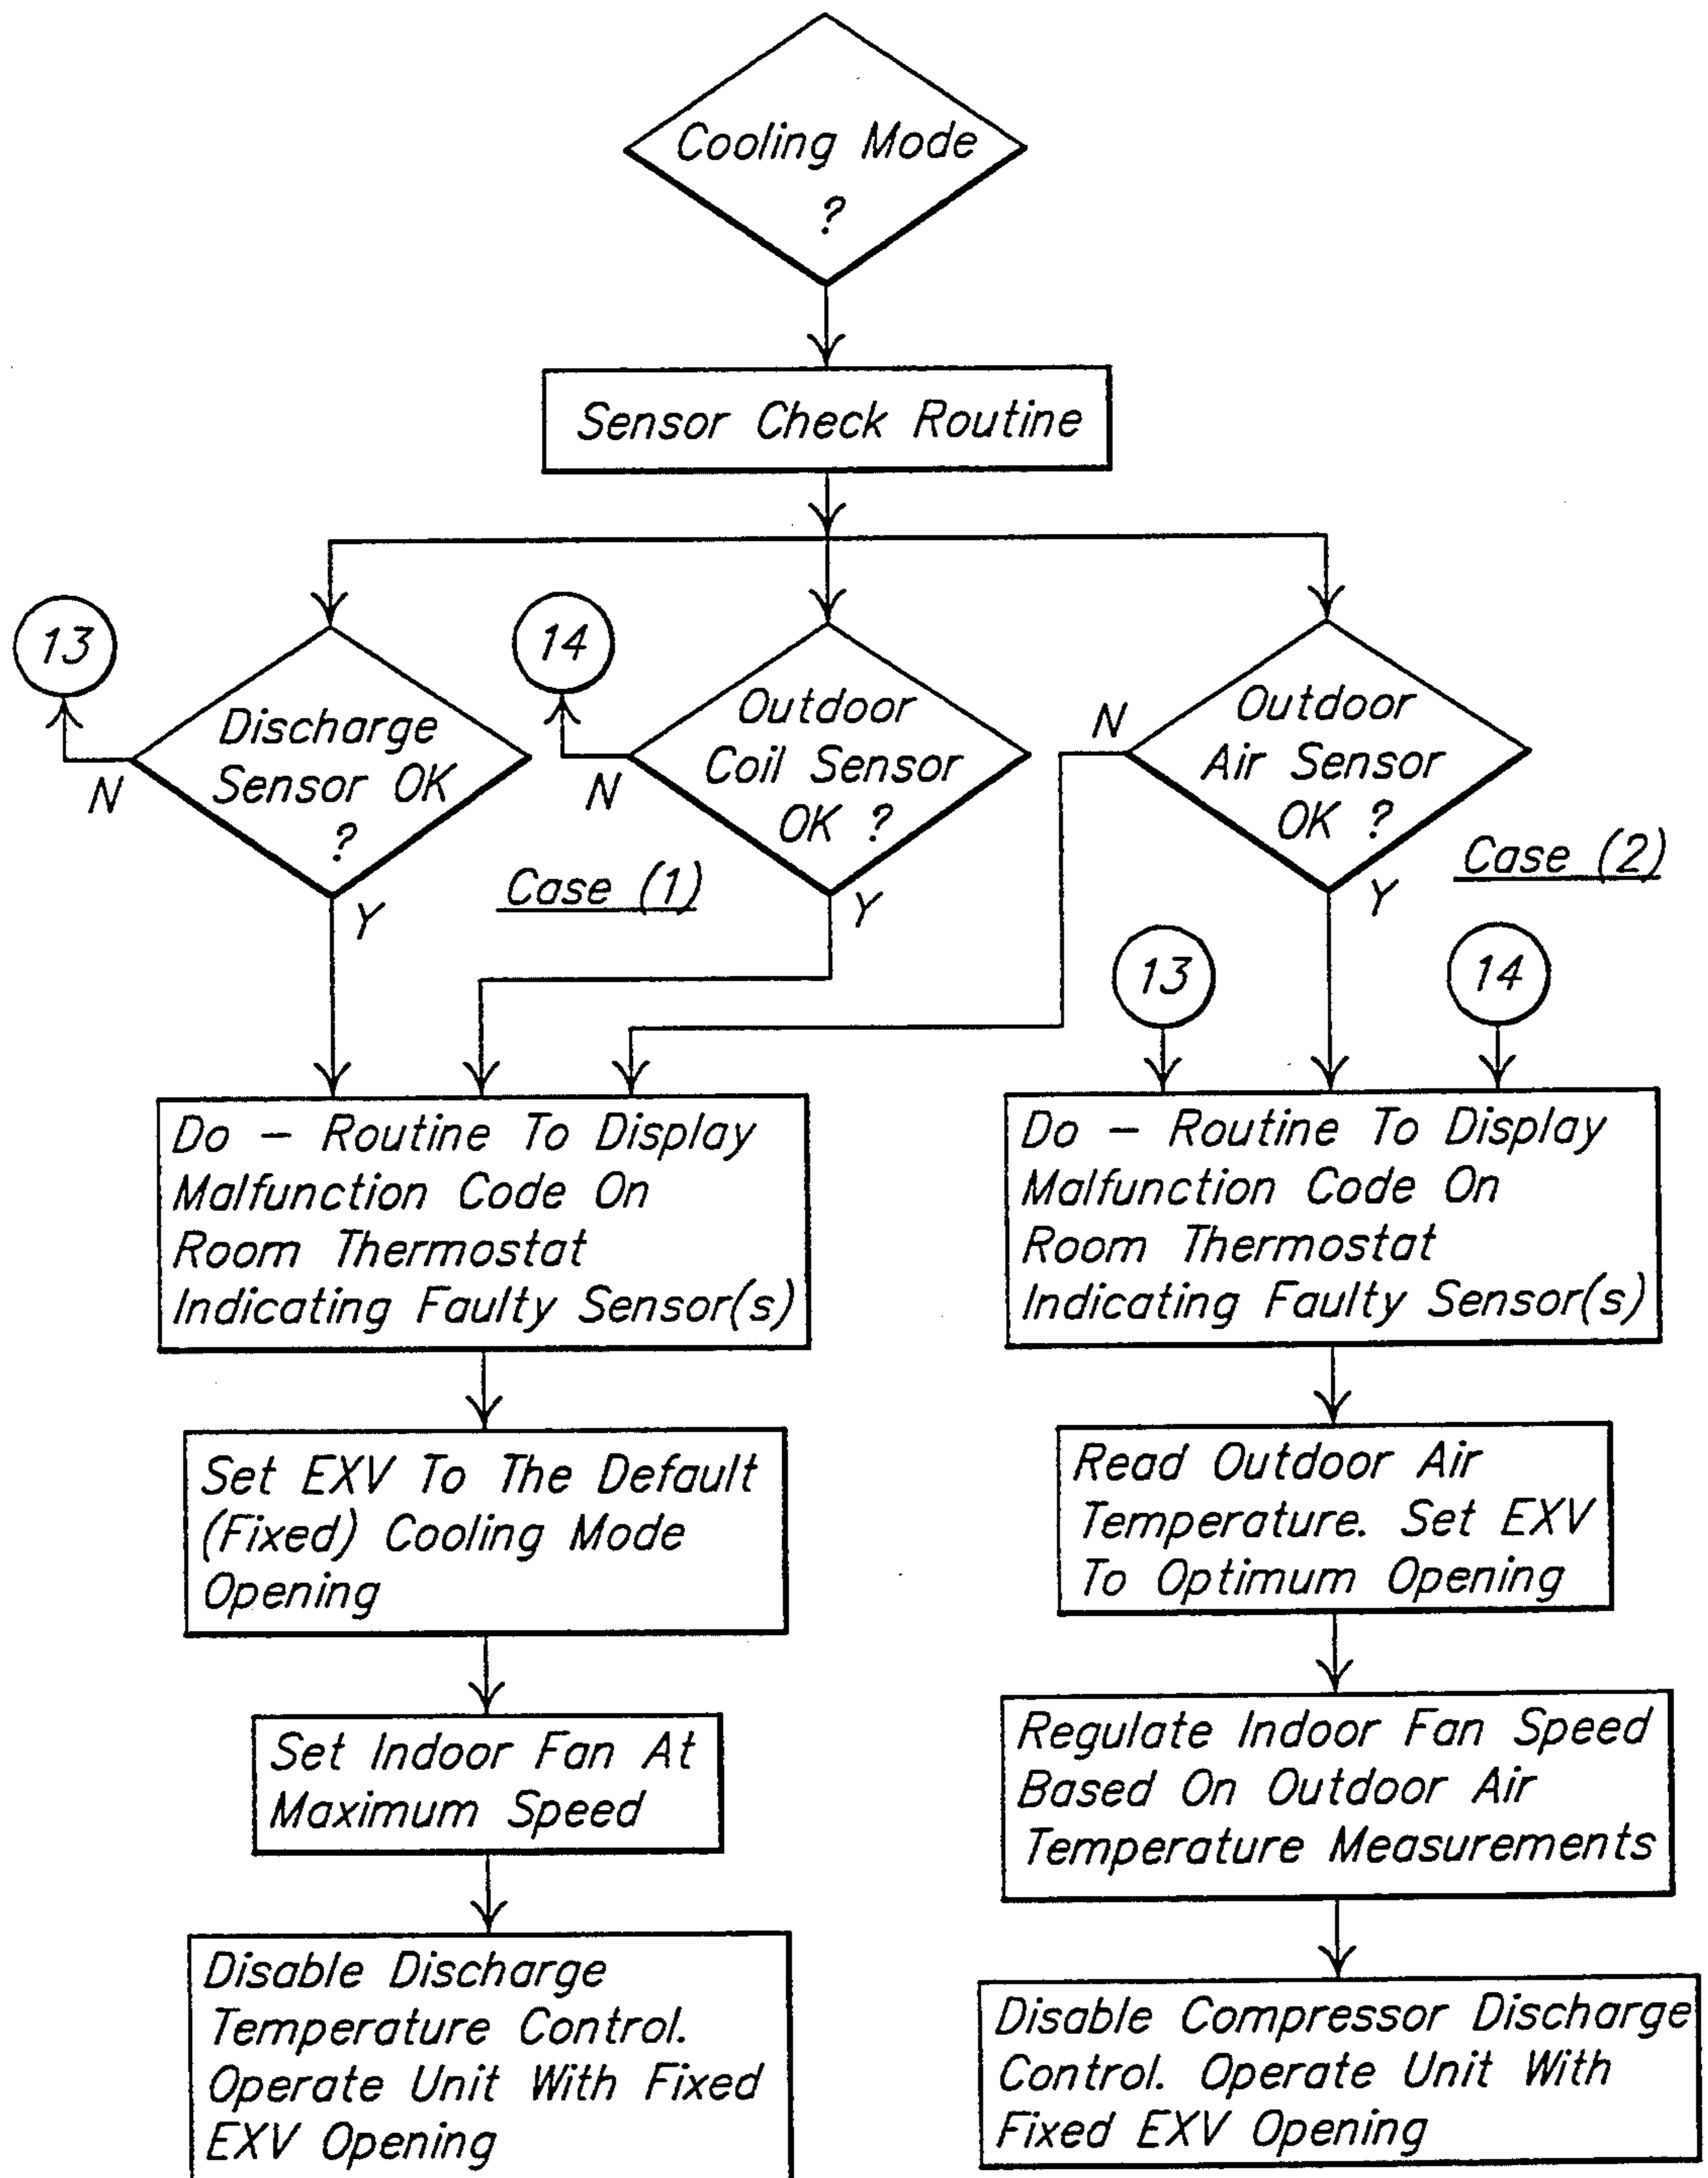 Cooling Mode
?
Sensor Check Routine
13
14
Discharge
Sensor OK
?
N
Outdoor
Coil Sensor
OK ?
N
N
Outdoor
Air Sensor
OK ?
Case (1)
Case (2)
Y
Y
Y
13
14
Do – Routine To Display
Malfunction Code On
Room Thermostat
Indicating Faulty Sensor(s)
Do – Routine To Display
Malfunction Code On
Room Thermostat
Indicating Faulty Sensor(s)
Set EXV To The Default
(Fixed) Cooling Mode
Opening
Read Outdoor Air
Temperature. Set EXV
To Optimum Opening
Set Indoor Fan At
Maximum Speed
Regulate Indoor Fan Speed
Based On Outdoor Air
Temperature Measurements
Disable Discharge
Temperature Control.
Operate Unit With Fixed
EXV Opening
Disable Compressor Discharge
Control. Operate Unit With
Fixed EXV Opening